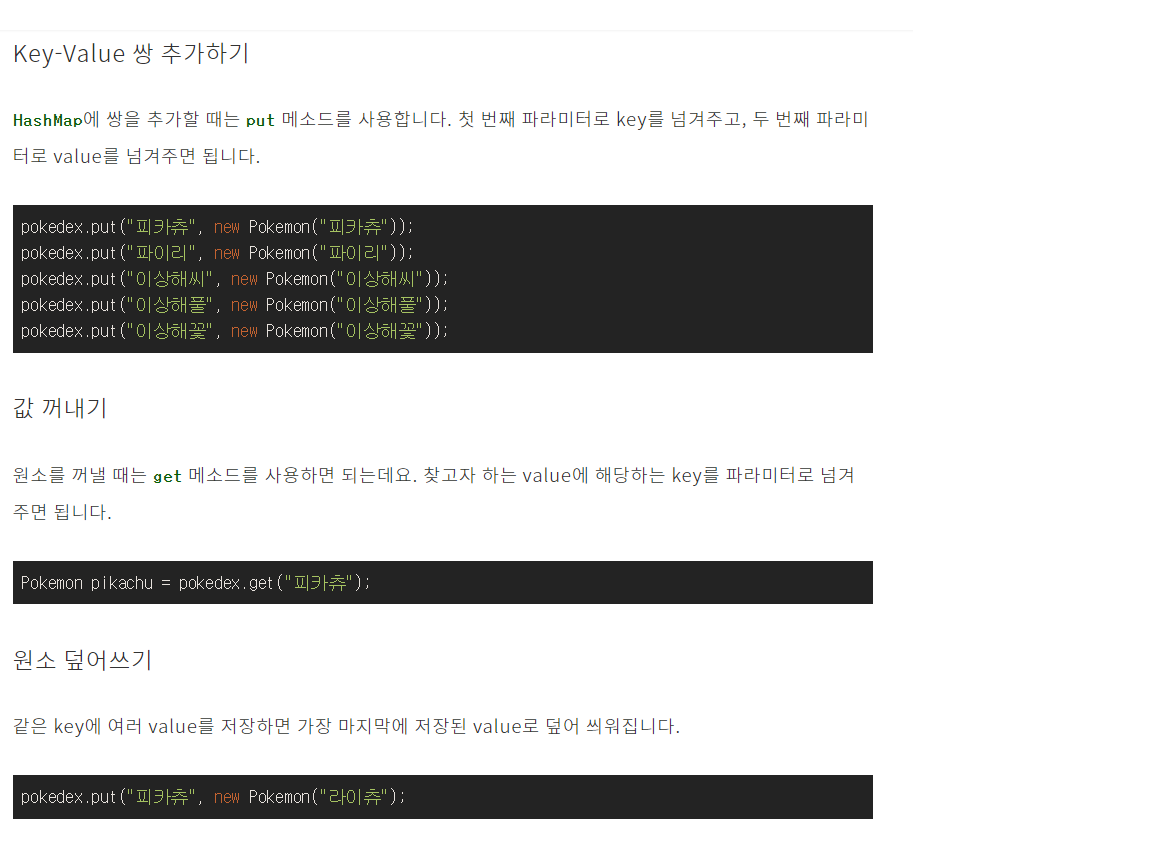 Key-Value 쌍 추가하기
HashMap에 쌍을 추가할 때는 put 메소드를 사용합니다. 첫 번째 파라미터로 key를 넘겨주고, 두 번째 파라미
터로 value를 넘겨주면 됩니다.
pokedex.put("피카츄", new Pokemon("피카츄"));
pokedex.put("파이리", new Pokemon("파이리"));
pokedex.put("이상해씨", new Pokemon("이상해씨"));
pokedex.put("이상해풀", new Pokemon("이상해풀"));
pokedex.put("이상해꽃", new Pokemon("이상해꽃"));
값 꺼내기
원소를 꺼낼 때는 get 메소드를 사용하면 되는데요. 찾고자 하는 value에 해당하는 key를 파라미터로 넘겨
주면 됩니다.
Pokemon pikachu = pokedex.get("피카츄");
원소 덮어쓰기
같은 key에 여러 value를 저장하면 가장 마지막에 저장된 value로 덮어 씌워집니다.
pokedex.put("피카츄", new Pokemon("라이츄");